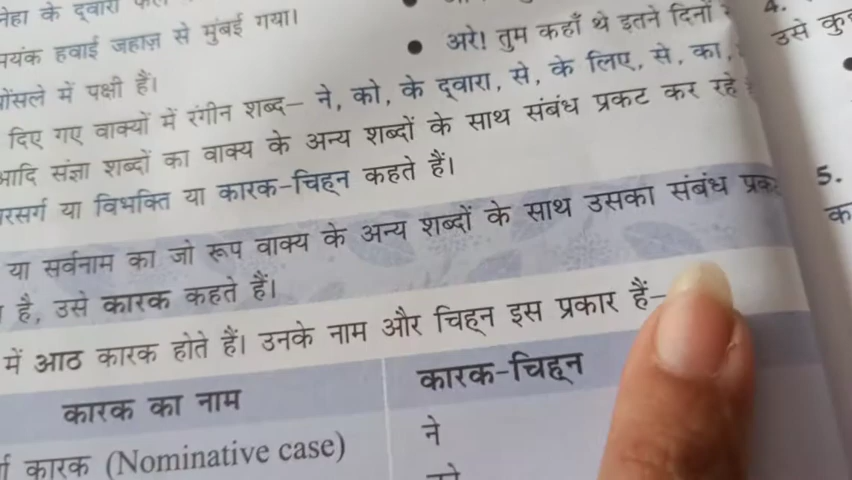 नेहा के द्वारा
मयंक हवाई जहाज़ से मुंबई गया।
अरे! तुम कहाँ थे इतने दिनों
घोंसले में पक्षी हैं।
दिए गए वाक्यों में रंगीन शब्द— ने, को, के द्वारा, से, के लिए, से, का,
आदि संज्ञा शब्दों का वाक्य के अन्य शब्दों के साथ संबंध प्रकट कर रहे
परसर्ग या विभक्ति या कारक-चिह्न कहते हैं।
या सर्वनाम का जो रूप वाक्य के अन्य शब्दों के साथ उसका संबंध प्रक
है, उसे कारक कहते हैं।
में आठ कारक होते हैं। उनके नाम और चिह्न इस प्रकार हैं—
कारक का नाम
कारक-चिह्न
कारक (Nominative case)
ने
4.
उसे
5.